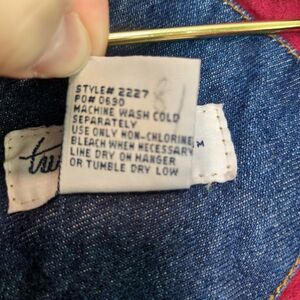 STYLE# 2227
PO# 0690
MACHINE WASH COLD
SEPARATELY
USE ONLY NON-CHLORINE
BLEACH WHEN NECESSARY
LINE DRY ON HANGER
OR TUMBLE DRY LOW